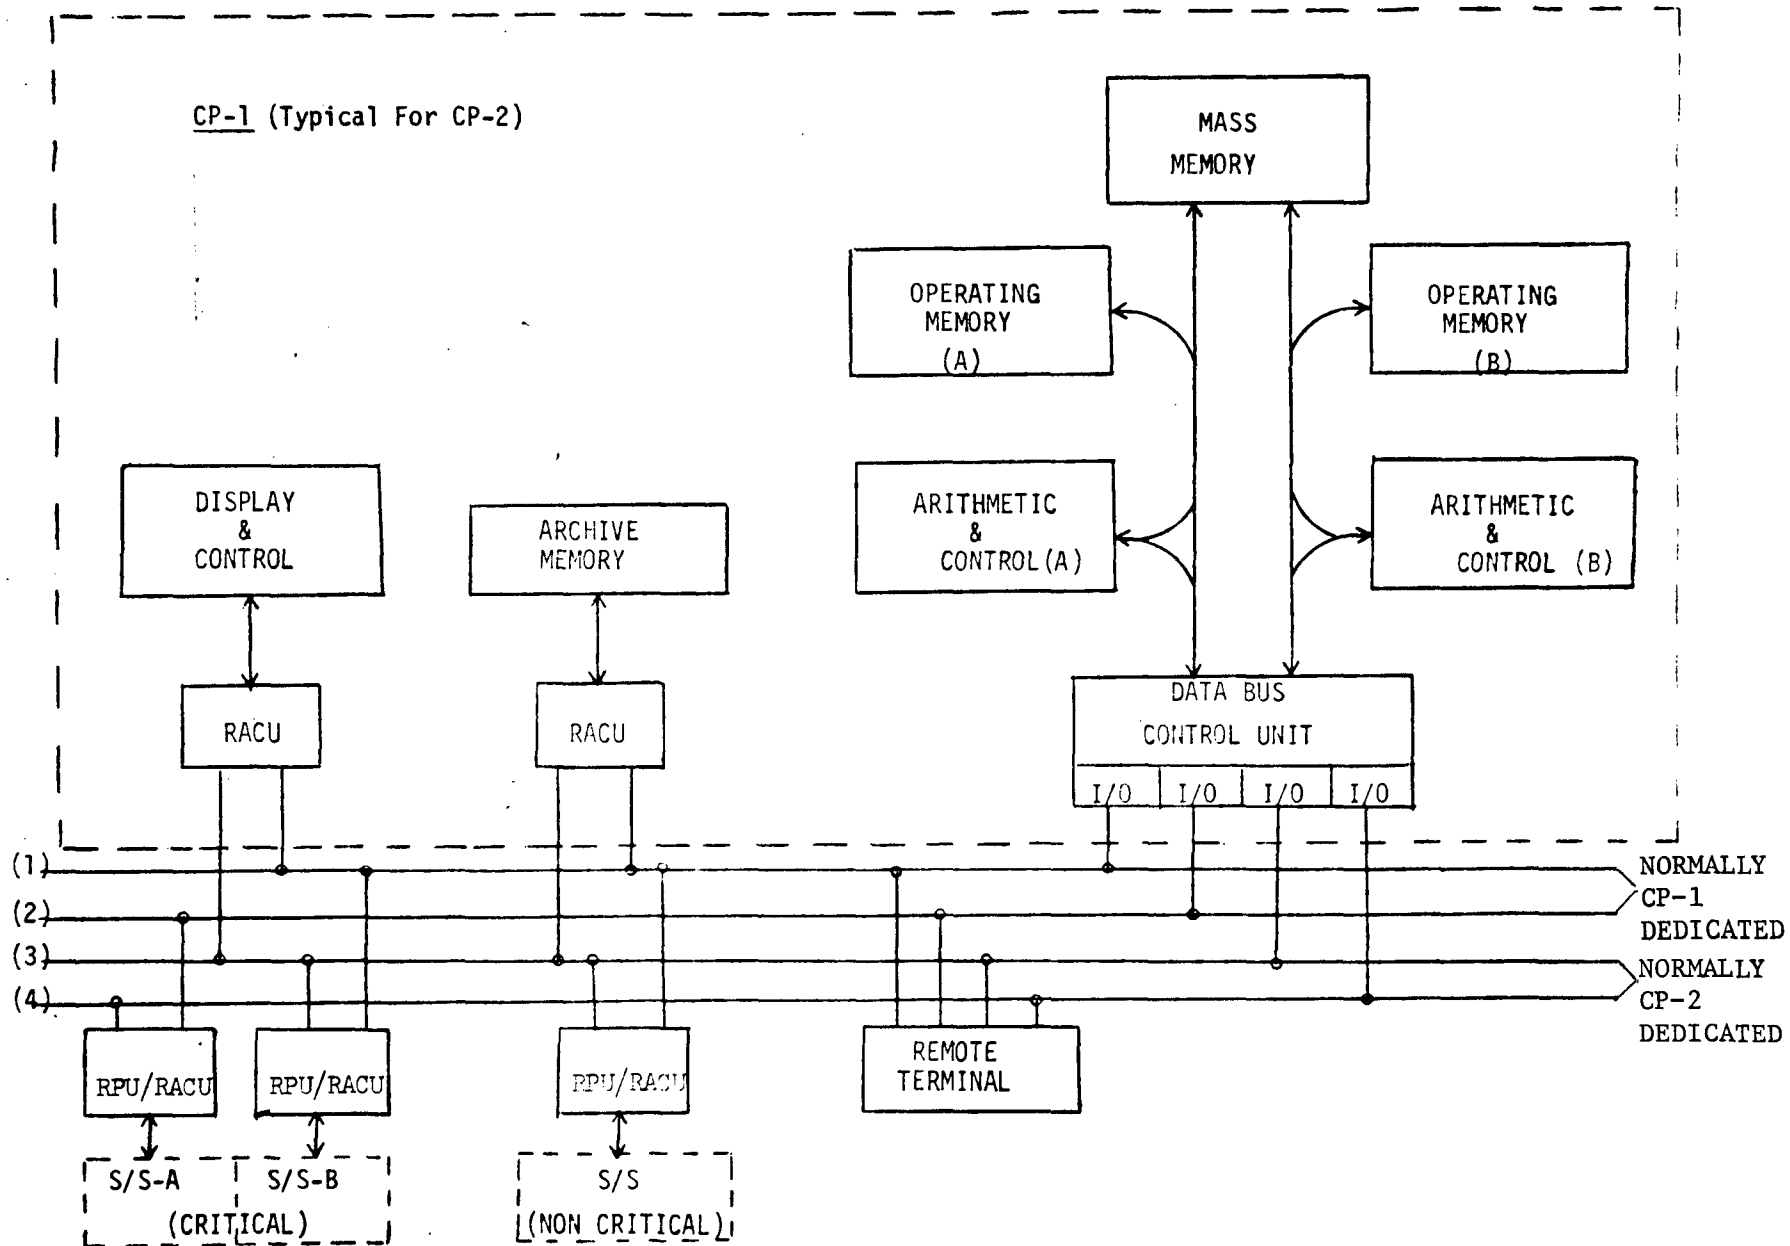 CP-1 (Typical For CP-2)
MASS
MEMORY
OPERATING
MEMORY
(A)
OPERATING
MEMORY
(B)
DISPLAY
&
CONTROL
ARCHIVE
MEMORY
ARITHMETIC
&
CONTROL(A)
ARITHMETIC
&
CONTROL (B)
RACU
RACU
DATA BUS
CONTROL UNIT
I/O I/O I/O I/O
(1)
(2)
(3)
(4)
NORMALLY
CP-1
DEDICATED
NORMALLY
CP-2
DEDICATED
RPU/RACU
RPU/RACU
RPU/RACU
REMOTE
TERMINAL
S/S-A
S/S-B
(CRITICAL)
S/S
(NON CRITICAL)